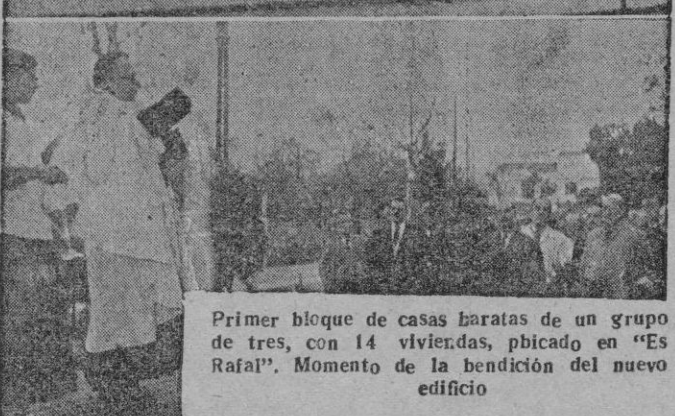 Primer bloque de casas baratas de un grupo
de tres, con 14 viviendas, pbicado en “Es
Rafal”. Momento de la bendición del nuevo
edificio